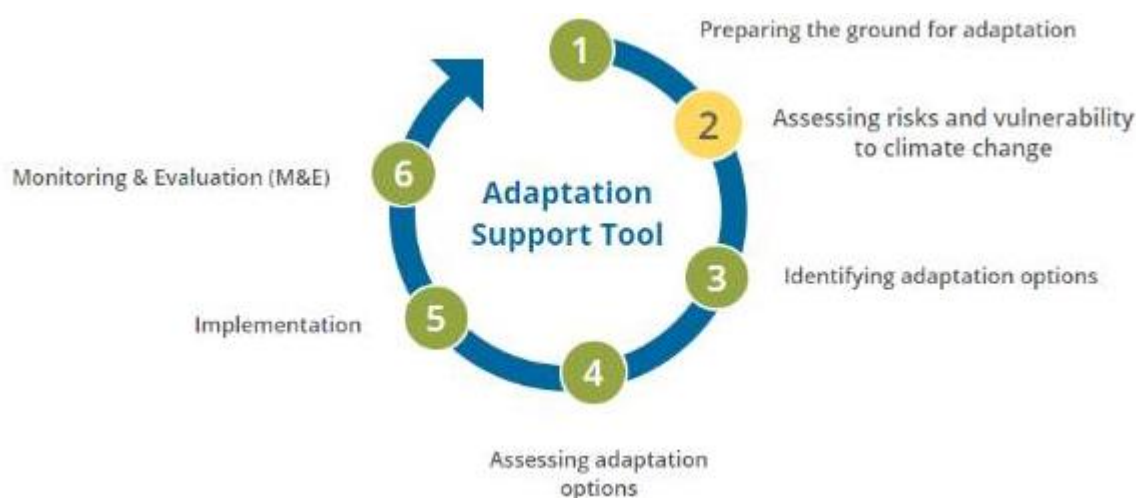 1
Preparing the ground for adaptation
2
Assessing risks and vulnerability
to climate change
3
Identifying adaptation options
4
Assessing adaptation
options
5
Implementation
6
Monitoring & Evaluation (M&E)
Adaptation
Support Tool